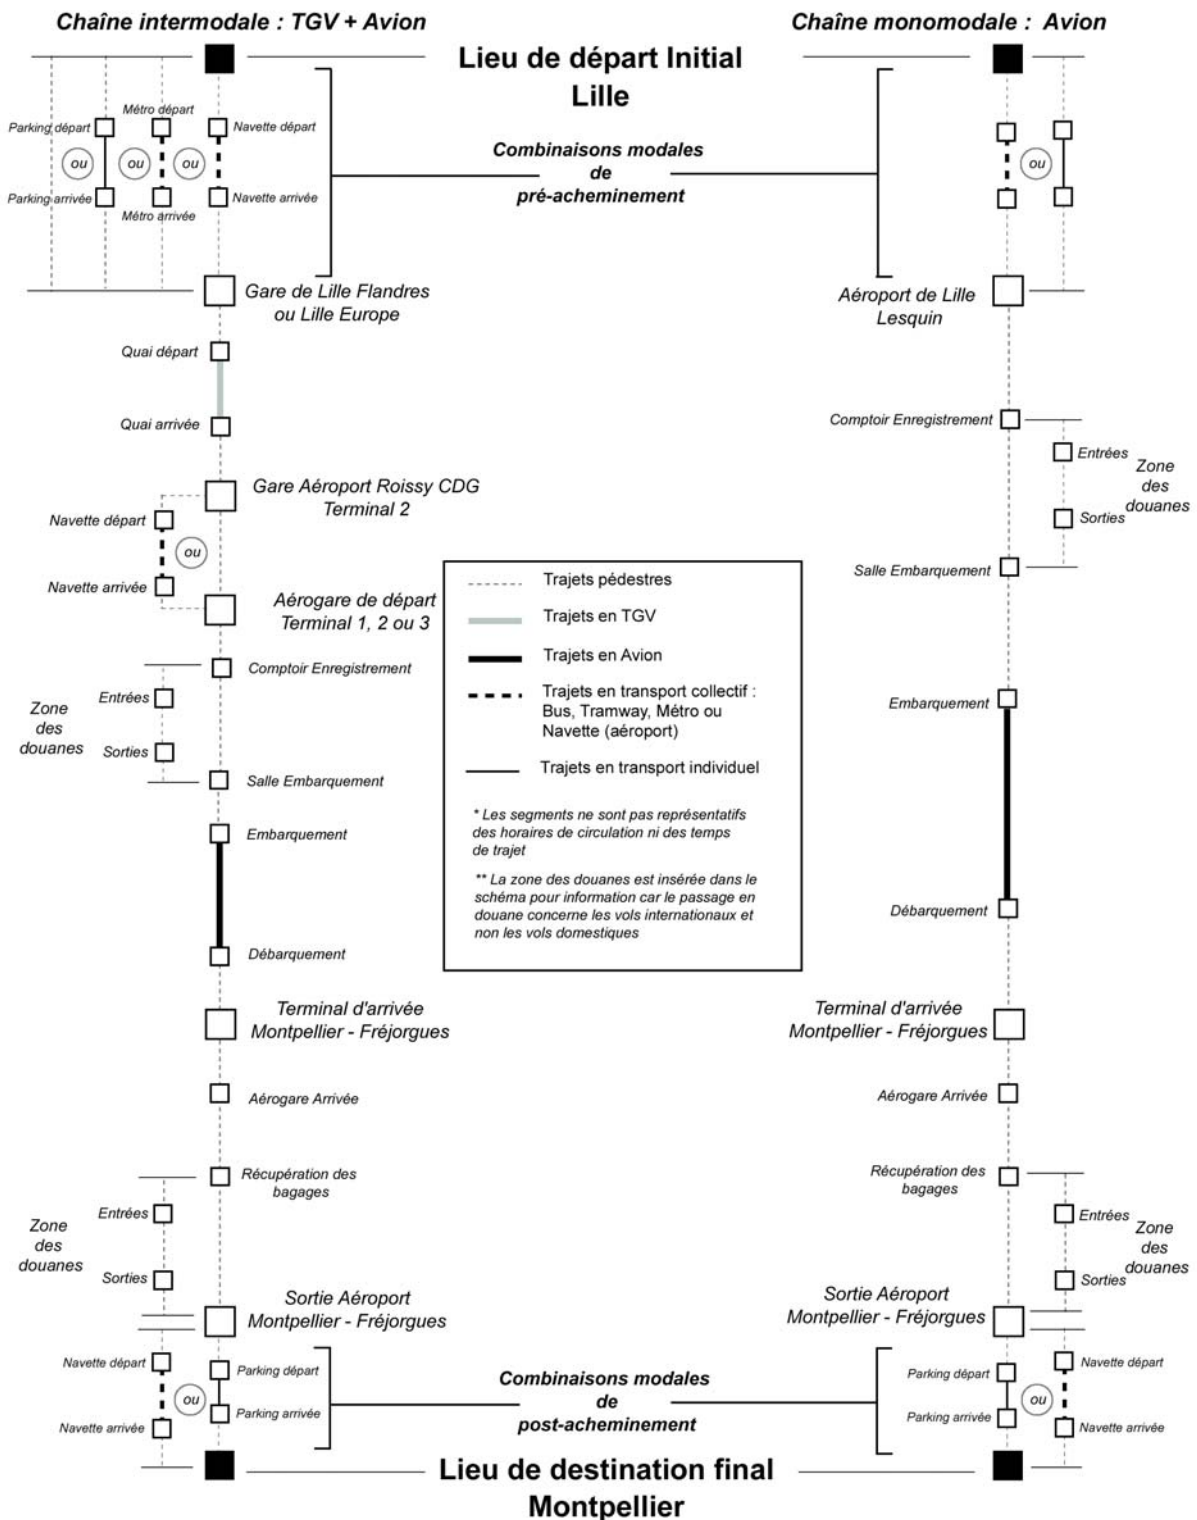 Chaîne intermodale : TGV + Avion
Chaîne monomodale : Avion
Lieu de départ Initial
Lille
Métro départ
Parking départ
Navette départ
ou
ou
ou
Parking arrivée
Métro arrivée
Navette arrivée
Combinaisons modales
de
pré-acheminement
ou
Gare de Lille Flandres
ou Lille Europe
Aéroport de Lille
Lesquin
Quai départ
Quai arrivée
Comptoir Enregistrement
Entrées
Zone
des
douanes
Sorties
Salle Embarquement
Gare Aéroport Roissy CDG
Terminal 2
Navette départ
ou
Navette arrivée
Aérogare de départ
Terminal 1, 2 ou 3
Comptoir Enregistrement
Entrées
Zone
des
douanes
Sorties
Salle Embarquement
Embarquement
Débarquement
Trajets pédestres
Trajets en TGV
Trajets en Avion
Trajets en transport collectif :
Bus, Tramway, Métro ou
Navette (aéroport)
Trajets en transport individuel
* Les segments ne sont pas représentatifs
des horaires de circulation ni des temps
de trajet
** La zone des douanes est insérée dans le
schéma pour information car le passage en
douane concerne les vols internationaux et
non les vols domestiques
Embarquement
Débarquement
Terminal d'arrivée
Montpellier - Fréjorgues
Terminal d'arrivée
Montpellier - Fréjorgues
Aérogare Arrivée
Aérogare Arrivée
Récupération des
bagages
Récupération des
bagages
Entrées
Zone
des
douanes
Sorties
Entrées
Zone
des
douanes
Sorties
Sortie Aéroport
Montpellier - Fréjorgues
Sortie Aéroport
Montpellier - Fréjorgues
Navette départ
Parking départ
ou
Navette arrivée
Parking arrivée
Combinaisons modales
de
post-acheminement
Parking départ
Navette départ
ou
Parking arrivée
Navette arrivée
Lieu de destination final
Montpellier